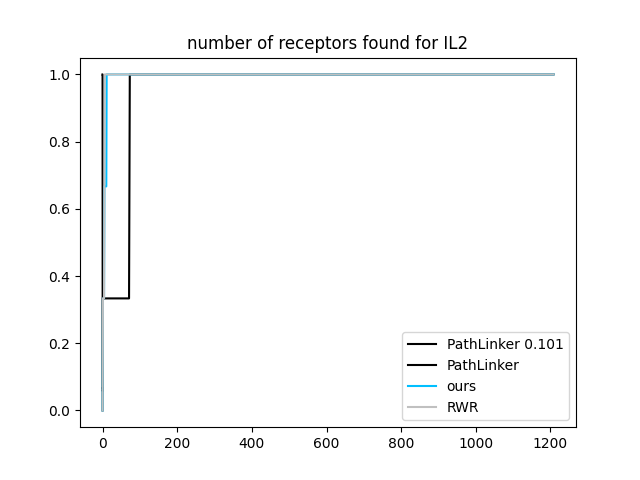 number of receptors found for IL2
1.0
0.8
0.6
0.4
0.2
0.0
PathLinker 0.101
PathLinker
ours
RWR
0 200 400 600 800 1000 1200